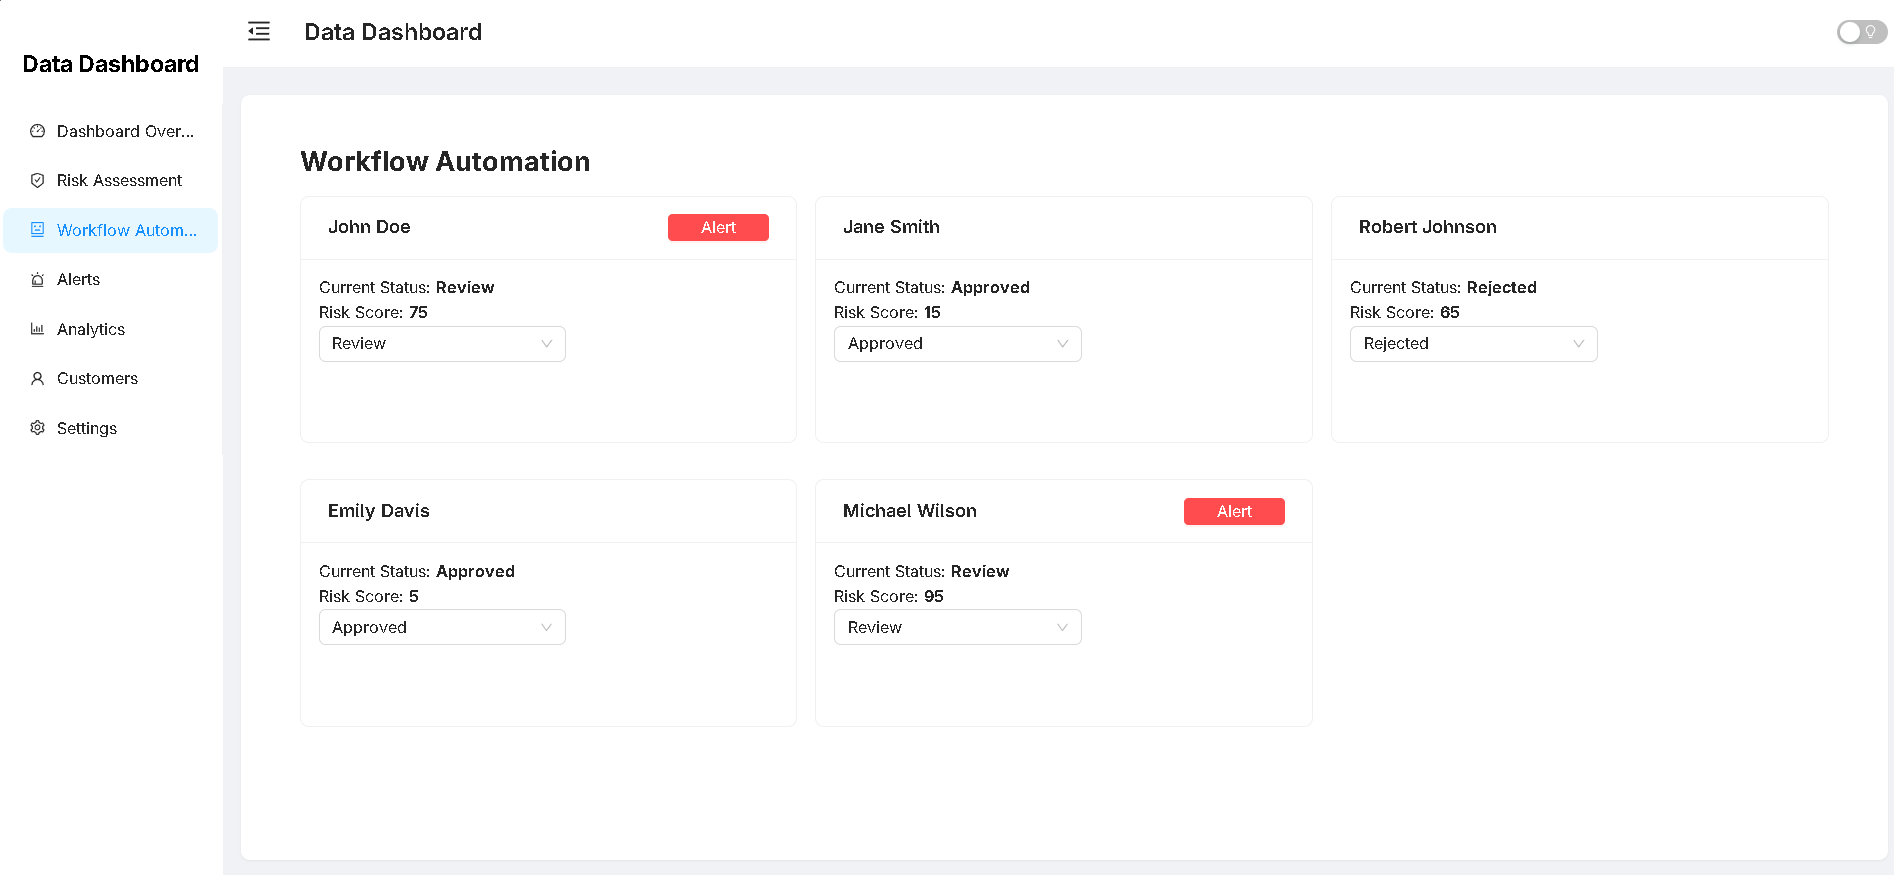 Data Dashboard
Dashboard Over...
Risk Assessment
Workflow Autom...
Alerts
Analytics
Customers
Settings
Data Dashboard
Workflow Automation
John Doe
Alert
Current Status: Review
Risk Score: 75
Review
Jane Smith
Current Status: Approved
Risk Score: 15
Approved
Robert Johnson
Current Status: Rejected
Risk Score: 65
Rejected
Emily Davis
Current Status: Approved
Risk Score: 5
Approved
Michael Wilson
Alert
Current Status: Review
Risk Score: 95
Review